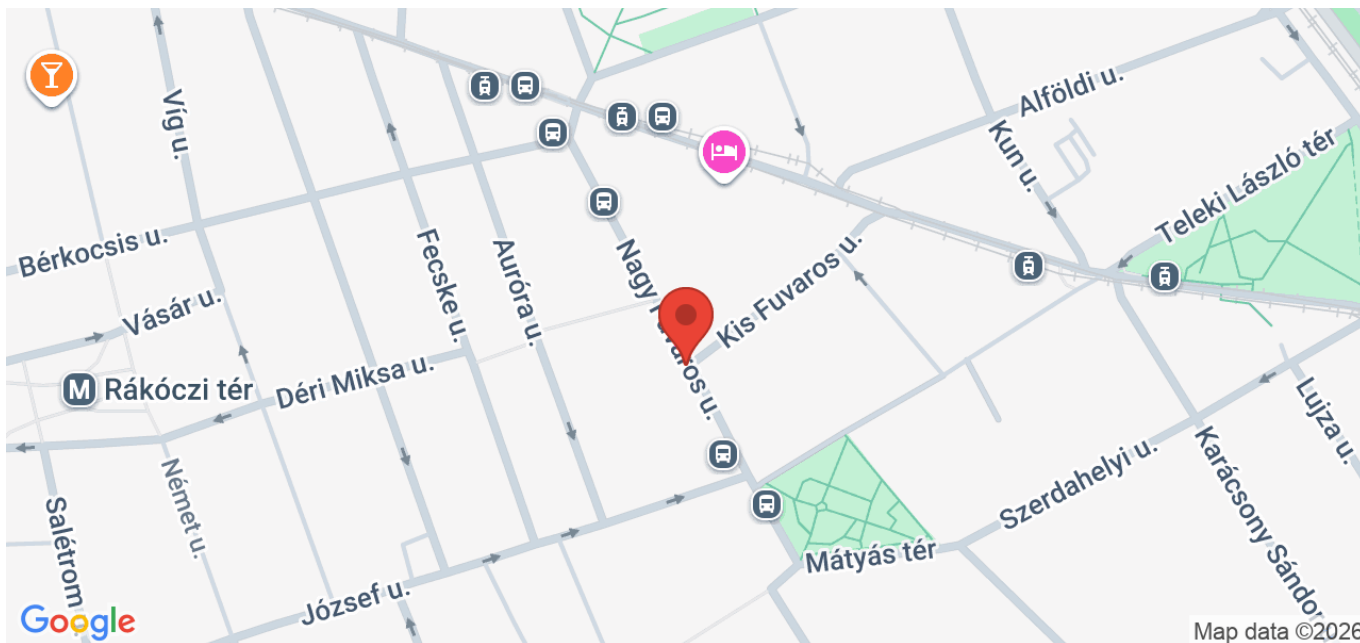 Alföldi u.
Víg u.
Kun u.
Teleki László tér
Bérkocsis u.
Fecske u.
Auróra u.
Nagy Fuvaros u.
Kis Fuvaros u.
Vásár u.
M
Rákóczi tér
Déri Miksa u.
Lujza u.
Karácsony Sándor
Szerdahelyi u.
Német u.
Salétrom
Mátyás tér
József u.
Google
Map data ©2026